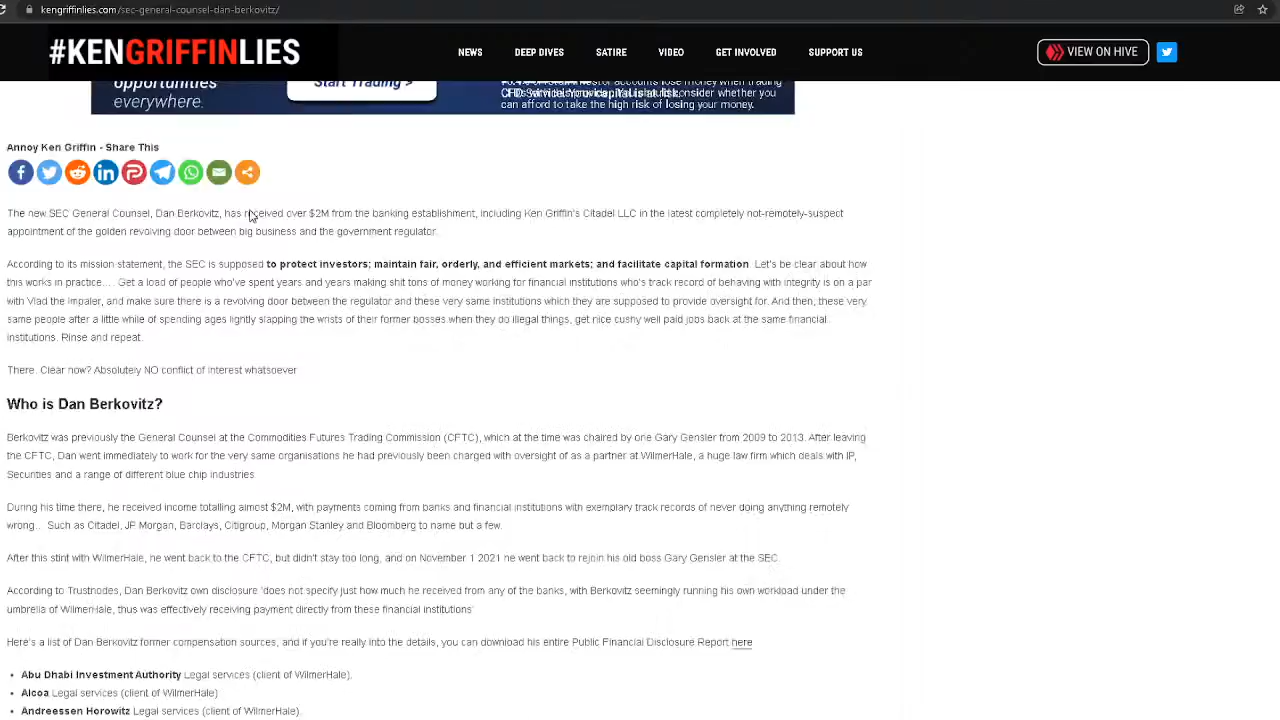 kengriffinlies.com/sec-general-counsel-dan-berkovitz/
#KENGRIFFINLIES
NEWS DEEP DIVES SATIRE VIDEO GET INVOLVED SUPPORT US
VIEW ON HIVE
opportunities
everywhere.
Start Trading >
investor accounts lose money when trading
consider whether you
can afford to take the high risk of losing your money.
Annoy Ken Griffin - Share This
The new SEC General Counsel, Dan Berkovitz, has received over $2M from the banking establishment, including Ken Griffin's Citadel LLC in the latest completely not-remotely-suspect
appointment of the golden revolving door between big business and the government regulator.
According to its mission statement, the SEC is supposed to protect investors; maintain fair, orderly, and efficient markets; and facilitate capital formation. Let's be clear about how
this works in practice.... Get a load of people who've spent years and years making shit tons of money working for financial institutions who's track record of behaving with integrity is on a par
with Vlad the Impaler, and make sure there is a revolving door between the regulator and these very same institutions which they are supposed to provide oversight for. And then, these very
same people after a little while of spending ages lightly slapping the wrists of their former bosses when they do illegal things, get nice cushy well paid jobs back at the same financial
institutions. Rinse and repeat.
There. Clear now? Absolutely NO conflict of interest whatsoever
Who is Dan Berkovitz?
Berkovitz was previously the General Counsel at the Commodities Futures Trading Commission (CFTC), which at the time was chaired by one Gary Gensler from 2009 to 2013. After leaving
the CFTC, Dan went immediately to work for the very same organisations he had previously been charged with oversight of as a partner at WilmerHale, a huge law firm which deals with IP,
Securities and a range of different blue chip industries
During his time there, he received income totalling almost $2M, with payments coming from banks and financial institutions with exemplary track records of never doing anything remotely
wrong... Such as Citadel, JP Morgan, Barclays, Citigroup, Morgan Stanley and Bloomberg to name but a few.
After this stint with WilmerHale, he went back to the CFTC, but didn't stay too long, and on November 1 2021 he went back to rejoin his old boss Gary Gensler at the SEC.
According to Trustnodes, Dan Berkovitz own disclosure 'does not specify just how much he received from any of the banks, with Berkovitz seemingly running his own workload under the
umbrella of WilmerHale, thus was effectively receiving payment directly from these financial institutions'
Here's a list of Dan Berkovitz former compensation sources, and if you're really into the details, you can download his entire Public Financial Disclosure Report here
• Abu Dhabi Investment Authority Legal services (client of WilmerHale).
• Alcoa Legal services (client of WilmerHale)
• Andreessen Horowitz Legal services (client of WilmerHale).